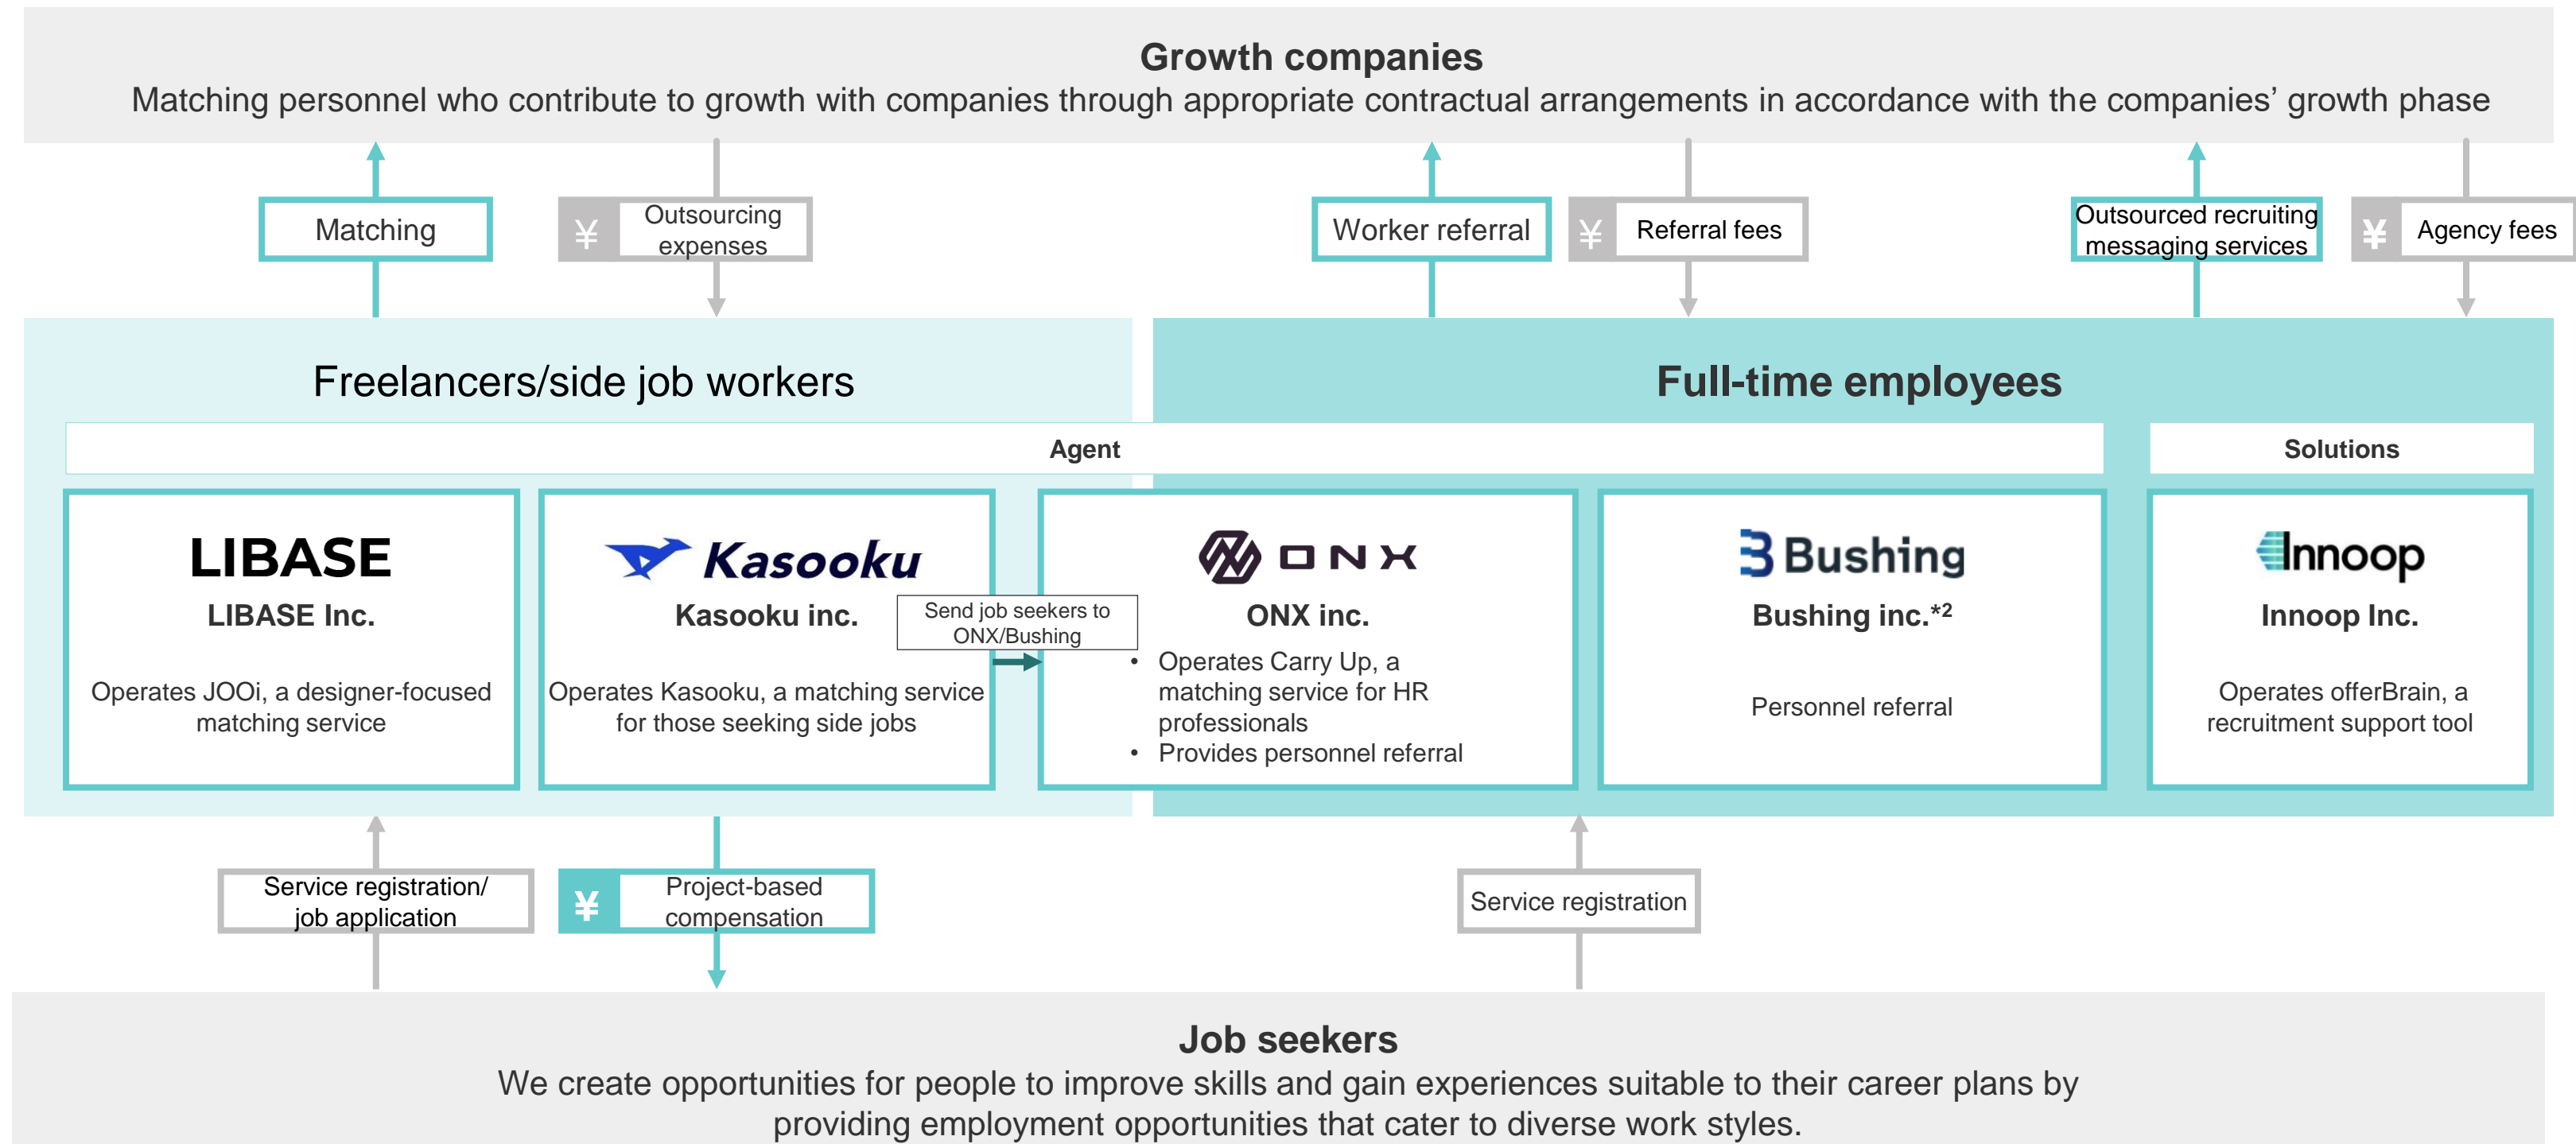 Growth companies
Matching personnel who contribute to growth with companies through appropriate contractual arrangements in accordance with the companies’ growth phase
Matching
¥
Outsourcing
expenses
Worker referral
¥
Referral fees
Outsourced recruiting
messaging services
¥
Agency fees
Freelancers/side job workers
Full-time employees
Agent
Solutions
LIBASE
LIBASE Inc.
Operates JOOi, a designer-focused
matching service
Kasooku
Kasooku inc.
Operates Kasooku, a matching service
for those seeking side jobs
Send job seekers to
ONX/Bushing
ONX
ONX inc.
• Operates Carry Up, a
matching service for HR
professionals
• Provides personnel referral
Bushing
Bushing inc.*2
Personnel referral
Innoop
Innoop Inc.
Operates offerBrain, a
recruitment support tool
Service registration/
job application
¥
Project-based
compensation
Service registration
Job seekers
We create opportunities for people to improve skills and gain experiences suitable to their career plans by
providing employment opportunities that cater to diverse work styles.